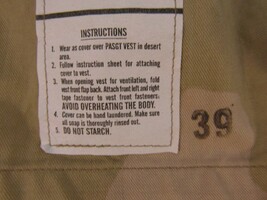 INSTRUCTIONS
1. Wear as cover over PASGT VEST in desert
area.
2. Follow instruction sheet for attaching
cover to vest.
3. When opening vest for ventilation, fold
vest front flap back. Attach front left and right
tape fastener to vest front fasteners.
AVOID OVERHEATING THE BODY.
4. Cover can be hand laundered. Make sure
all soap is thoroughly rinsed out.
5. DO NOT STARCH.
39